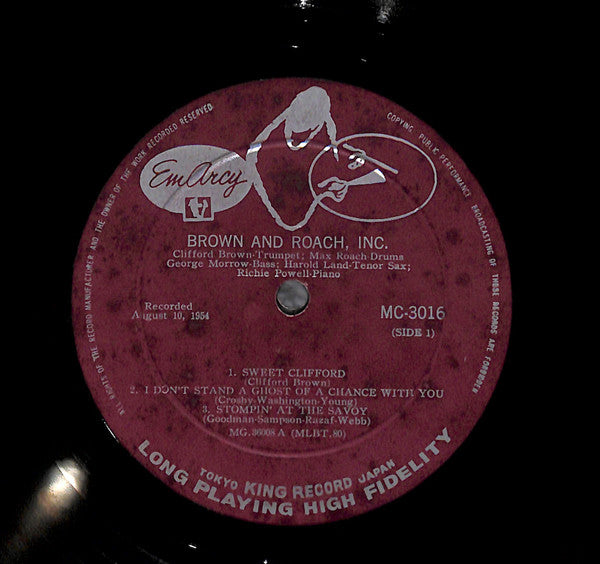 ALL RIGHTS OF THE RECORD MANUFACTURER AND THE OWNER OF THE WORK RECORDED RESERVED
COPYING PUBLIC PERFORMANCE BROADCASTING OF THESE RECORDS ARE FORBIDDEN
EmArcy
BROWN AND ROACH, INC.
Clifford Brown-Trumpet; Max Roach-Drums
George Morrow-Bass; Harold Land-Tenor Sax;
Richie Powell-Piano
Recorded
August 10, 1954
MC-3016
(SIDE 1)
1. SWEET CLIFFORD
(Clifford Brown)
2. I DON'T STAND A GHOST OF A CHANCE WITH YOU
(Crosby-Washington-Young)
3. STOMPIN' AT THE SAVOY
(Goodman-Sampson-Razaf-Webb)
MG.36008 A (MLBT.80)
TOKYO KING RECORD JAPAN
LONG PLAYING HIGH FIDELITY